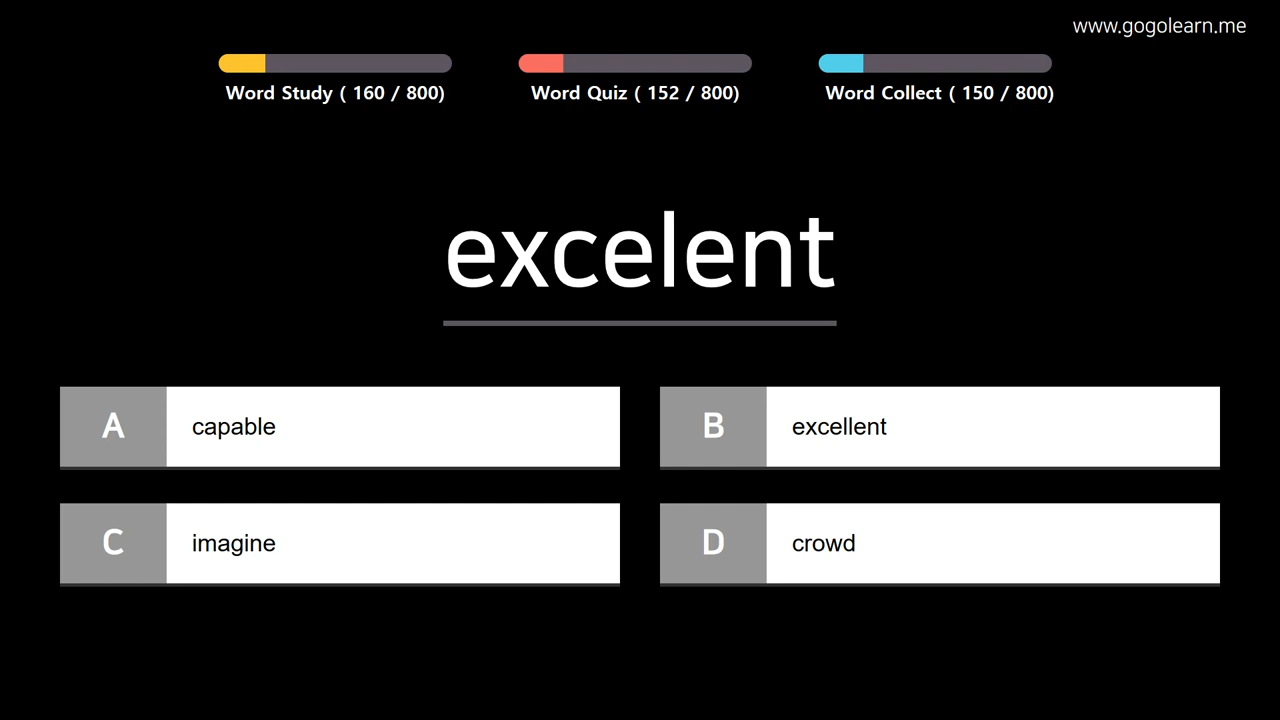 www.gogolearn.me
Word Study ( 160 / 800)
Word Quiz ( 152 / 800)
Word Collect ( 150 / 800)
excelent
A capable
B excellent
C imagine
D crowd